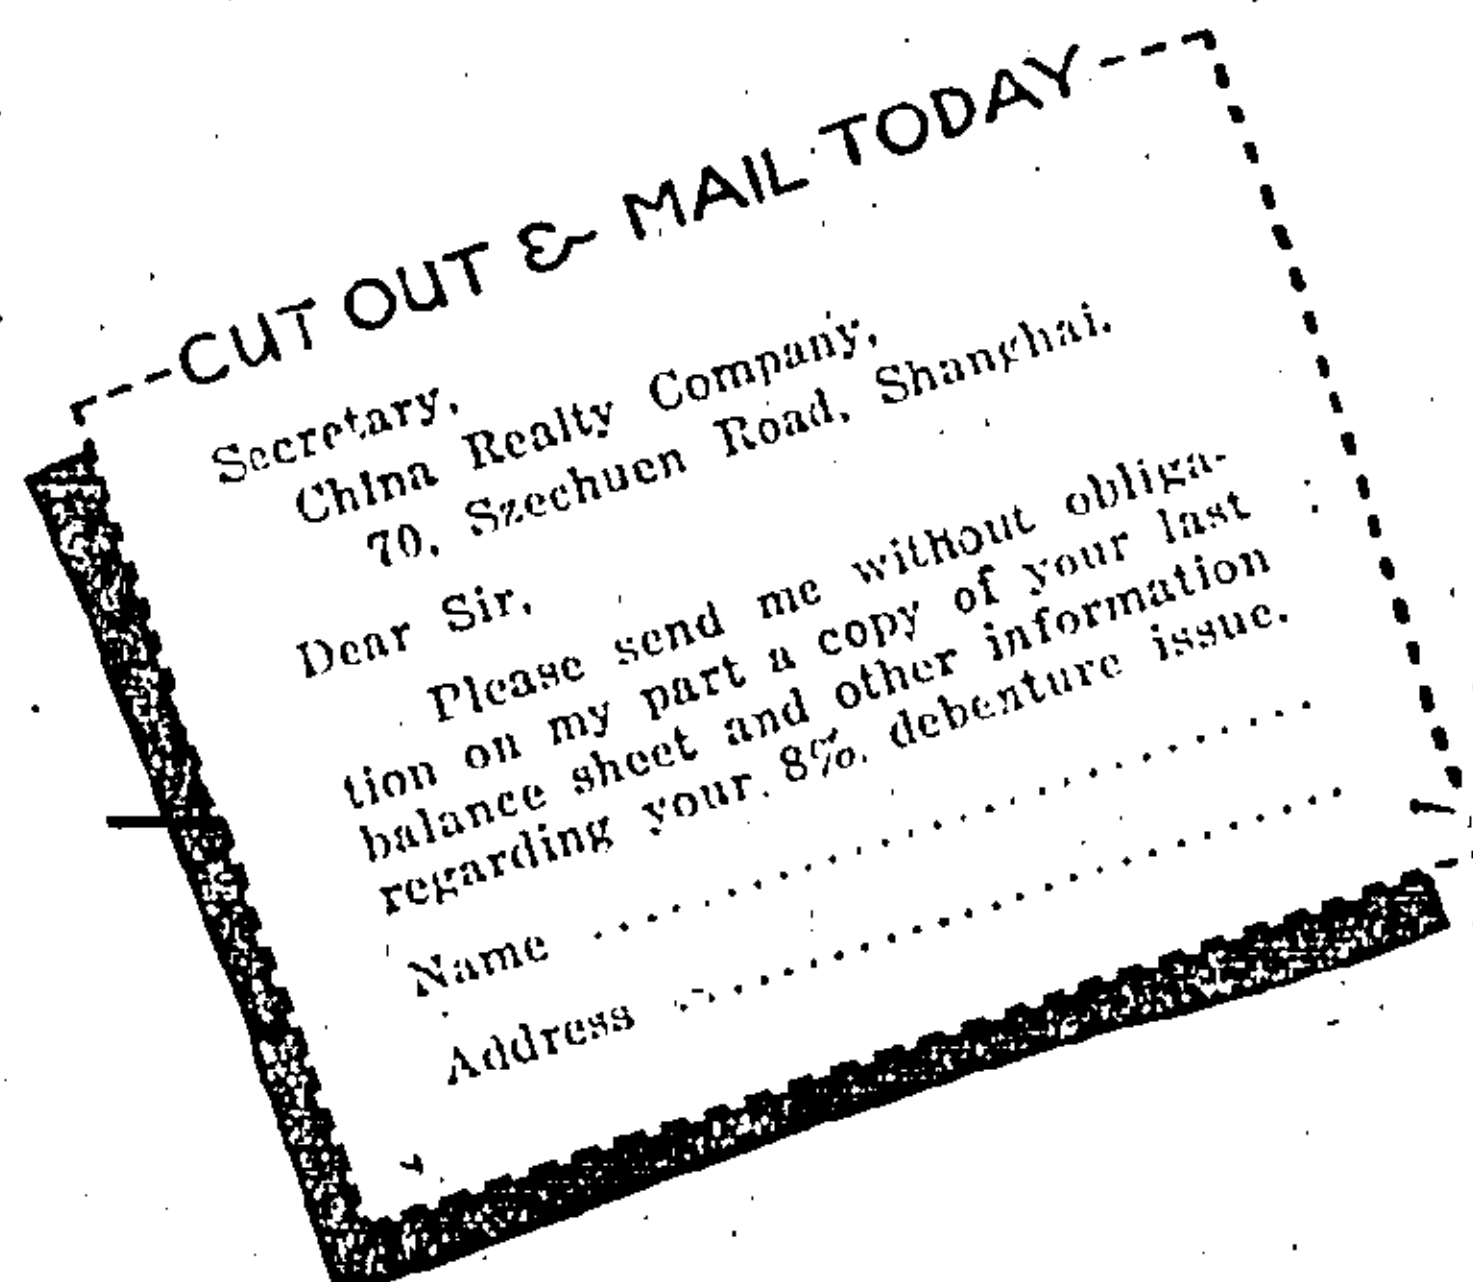 CUT OUT & MAIL TODAY
Secretary,
China Realty Company,
70, Szechuen Road, Shanghai.
Dear Sir,
Please send me without obliga-
tion on my part a copy of your last
balance sheet and other information
regarding your 8% debenture issue.
Name ..............................
Address ..........................